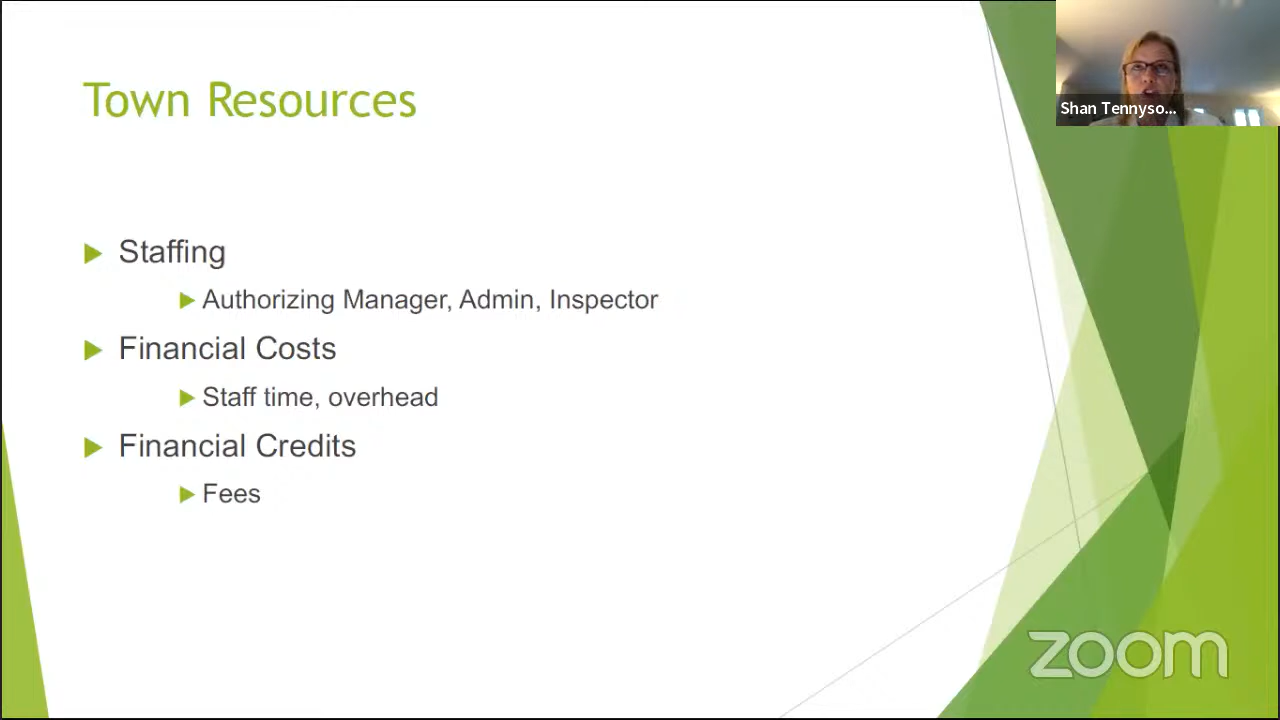 Town Resources
Shan Tennyso...
Staffing
Authorizing Manager, Admin, Inspector
Financial Costs
Staff time, overhead
Financial Credits
Fees
zoom